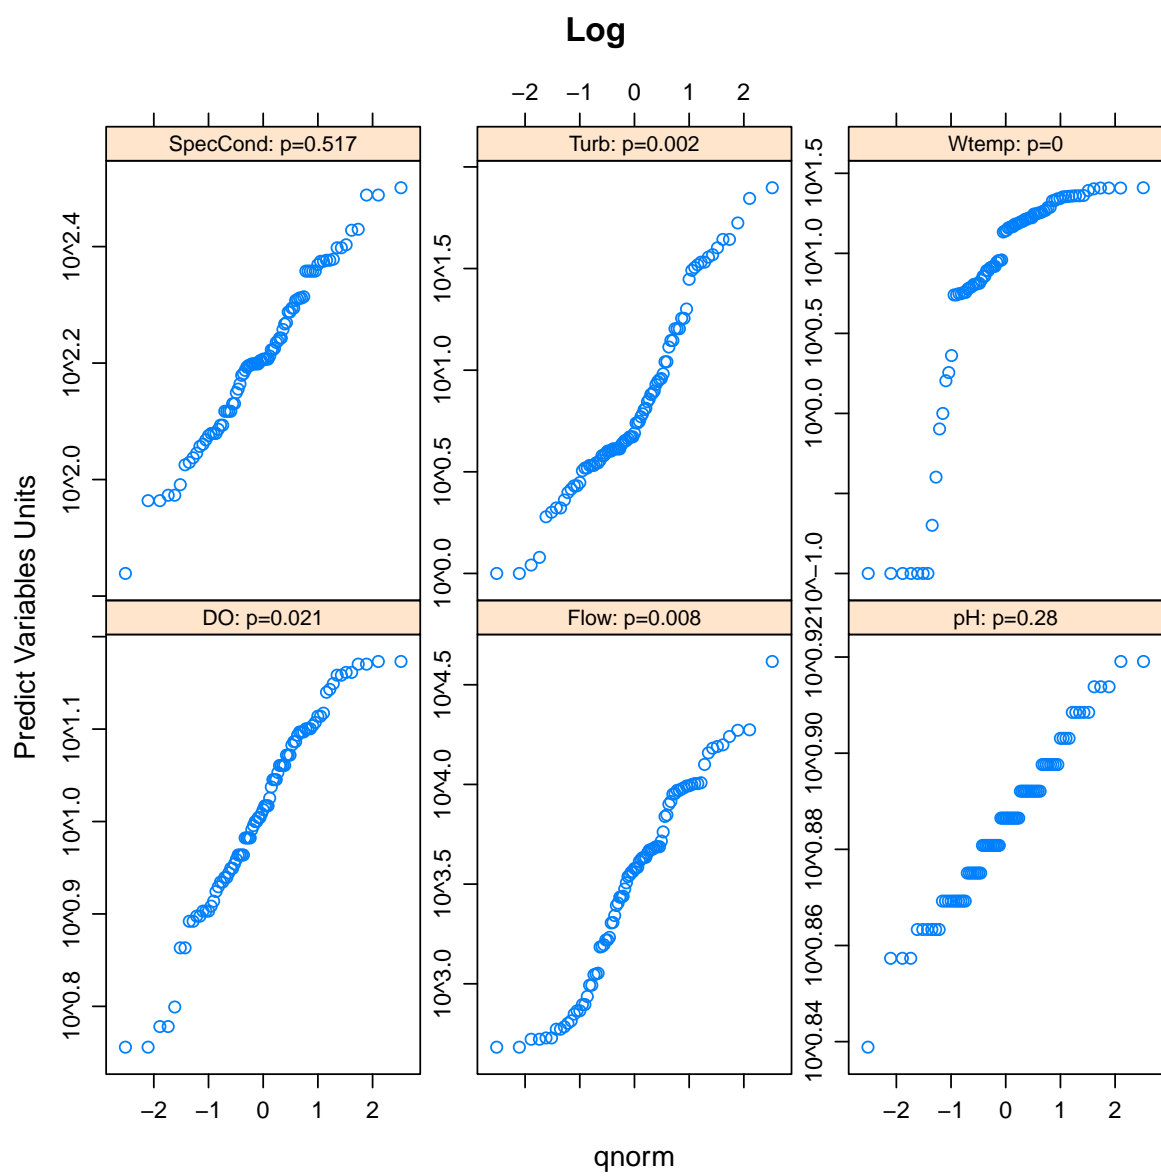 Log
−2 −1 0 1 2
SpecCond: p=0.517
Turb: p=0.002
Wtemp: p=0
10^2.0 10^2.2 10^2.4
10^0.0 10^0.5 10^1.0 10^1.5
10^−1.0 10^0.0 10^0.5 10^1.0 10^1.5
Predict Variables Units
DO: p=0.021
Flow: p=0.008
pH: p=0.28
10^0.8 10^0.9 10^1.0 10^1.1
10^3.0 10^3.5 10^4.0 10^4.5
10^0.84 10^0.86 10^0.88 10^0.90 10^0.92
−2 −1 0 1 2
−2 −1 0 1 2
qnorm